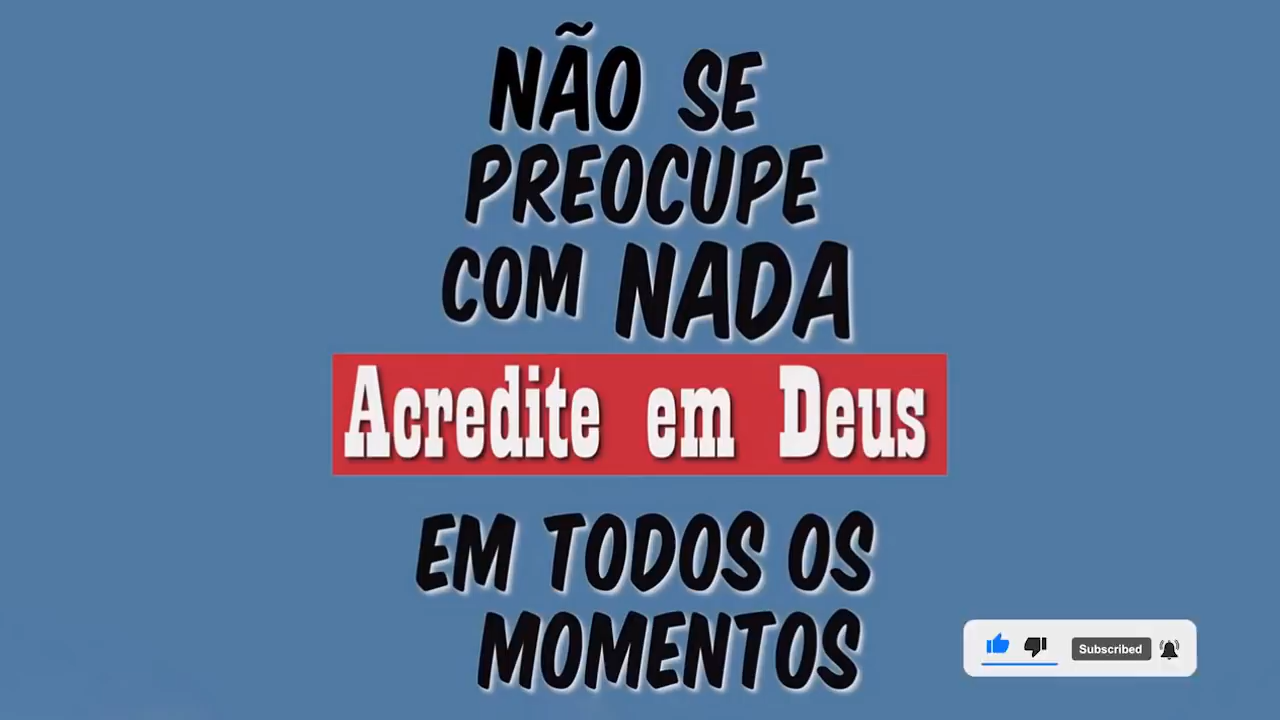 NÃO SE
PREOCUPE
COM NADA
Acredite em Deus
EM TODOS OS
MOMENTOS
Subscribed